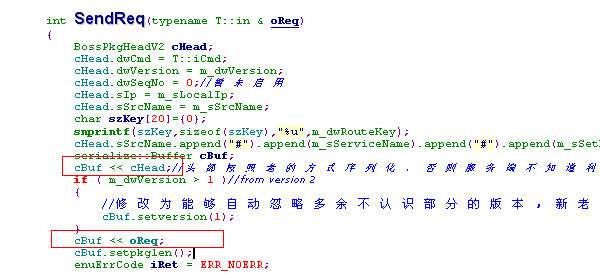 int SendReq(typename T::in & oReq)
{
BossPkgHeadV2 cHead;
cHead.dwCmd = T::iCmd;
cHead.dwVersion = m_dwVersion;
cHead.dwSeqNo = 0;//暂未启用
cHead.sIp = m_sLocalIp;
cHead.sSrcName = m_sSrcName;
char szKey[20]={0};
snprintf(szKey,sizeof(szKey),"%u",m_dwRouteKey);
cHead.sSrcName.append("#").append(m_sServiceName).append("#").append(m_sSet
serialize::Buffer cBuf;
cBuf << cHead;//头部按照老的方式序列化，否则服务端不知道利
if ( m_dwVersion > 1 )//from version 2
{
//修改为能够自动忽略多余不认识部分的版本，新老
cBuf.setversion(1);
}
cBuf << oReq;
cBuf.setpkglen();
enuErrCode iRet = ERR_NOERR;